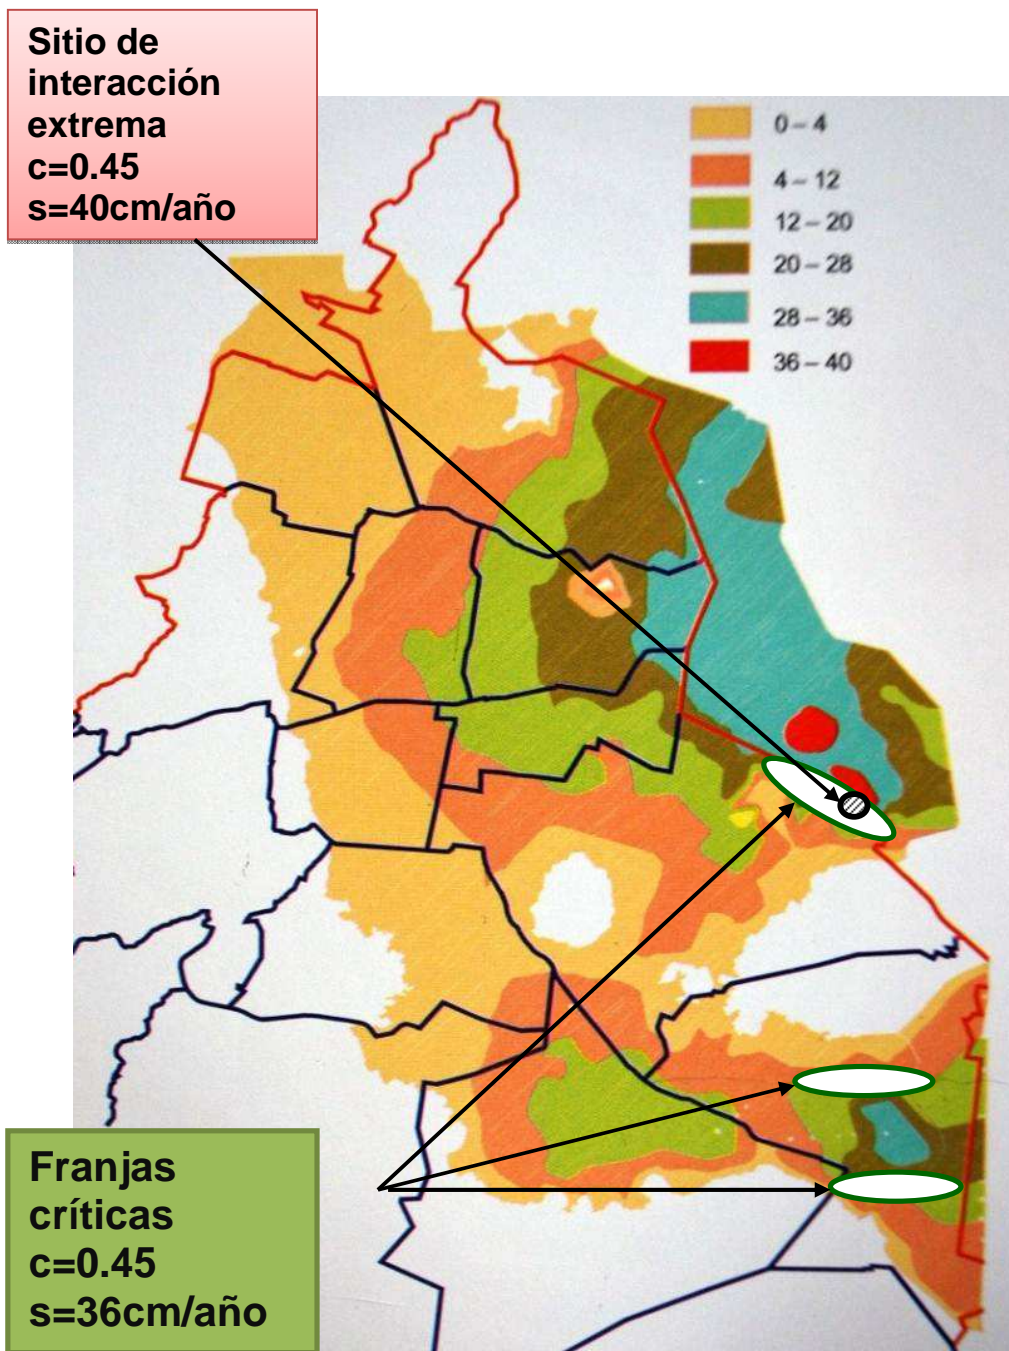 Sitio de
interacción
extrema
c=0.45
s=40cm/año
0 – 4
4 – 12
12 – 20
20 – 28
28 – 36
36 – 40
Franjas
críticas
c=0.45
s=36cm/año